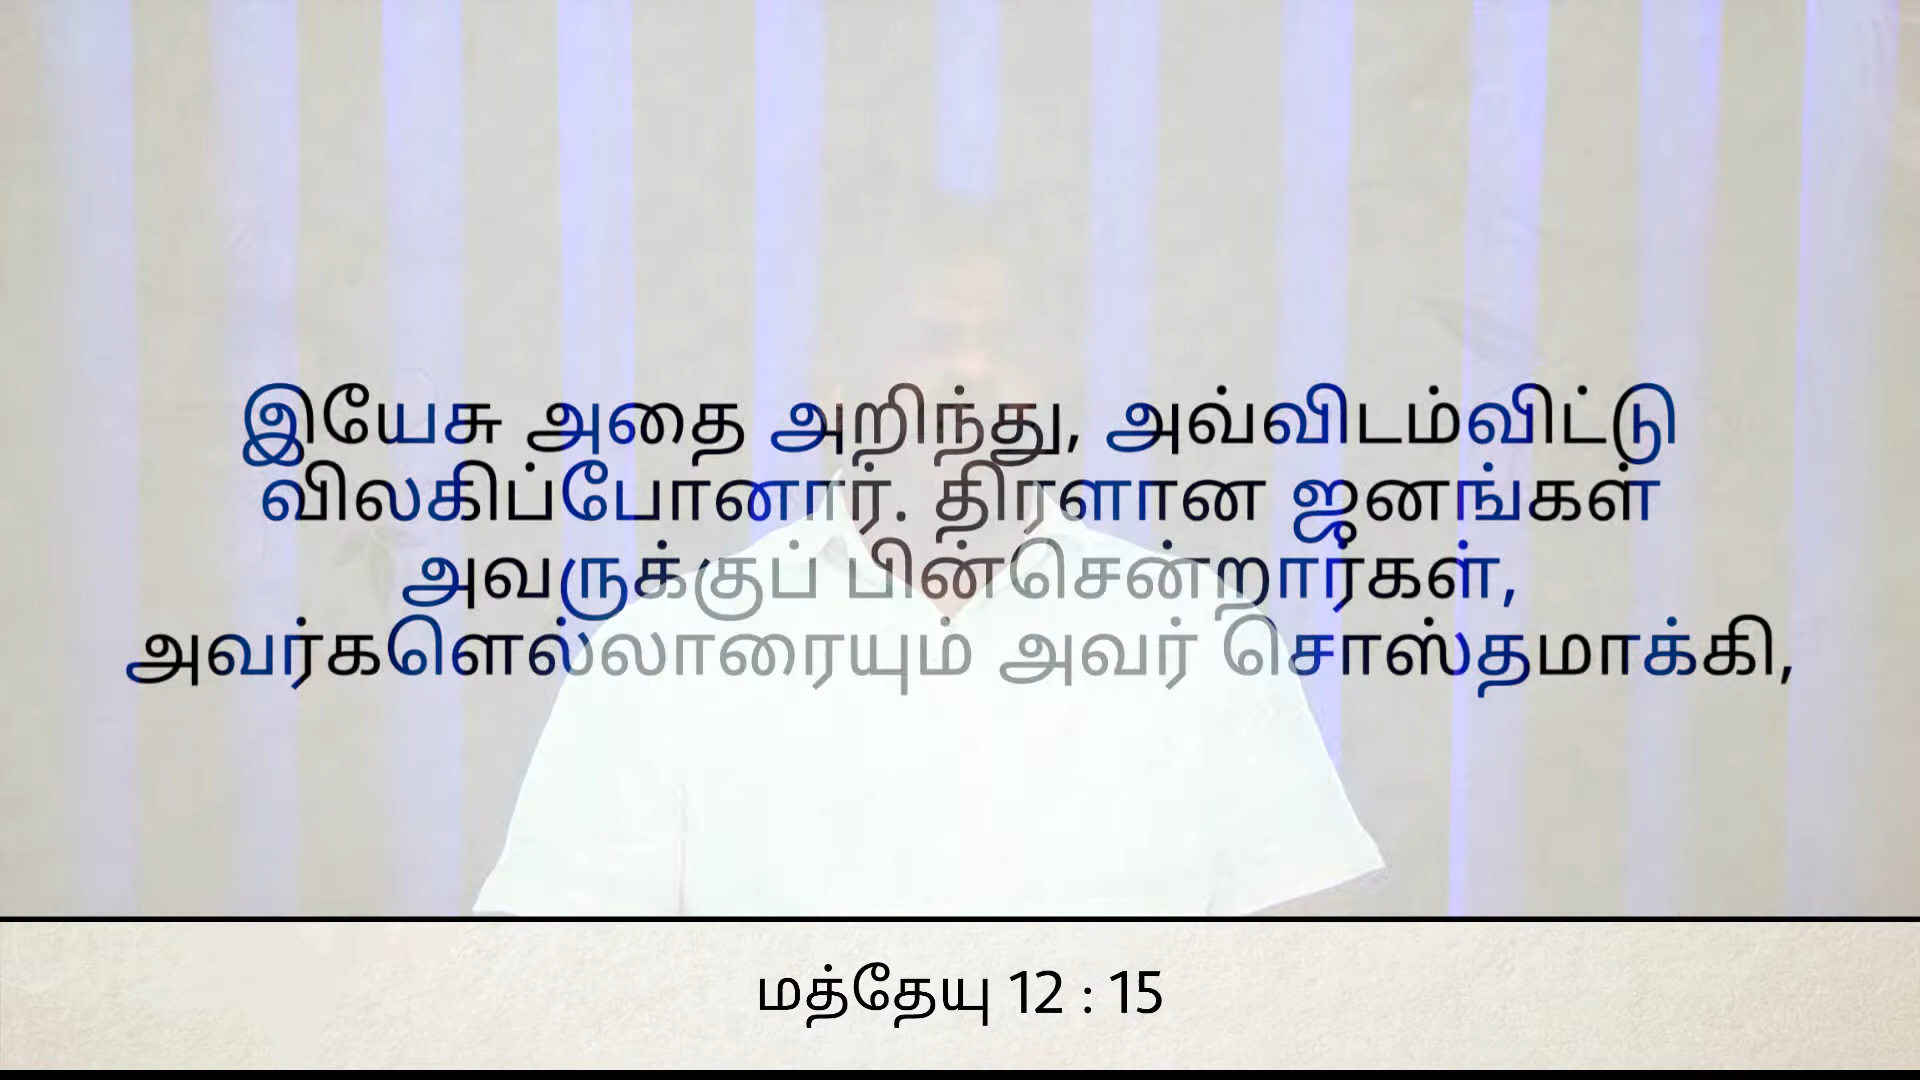 இயேசு அதை அறிந்து, அவ்விடம்விட்டு
விலகிப்போனார். திரளான ஜனங்கள்
அவருக்குப் பின்சென்றார்கள்,
அவர்களெல்லாரையும் அவர் சொஸ்தமாக்கி,
மத்தேயு 12 : 15